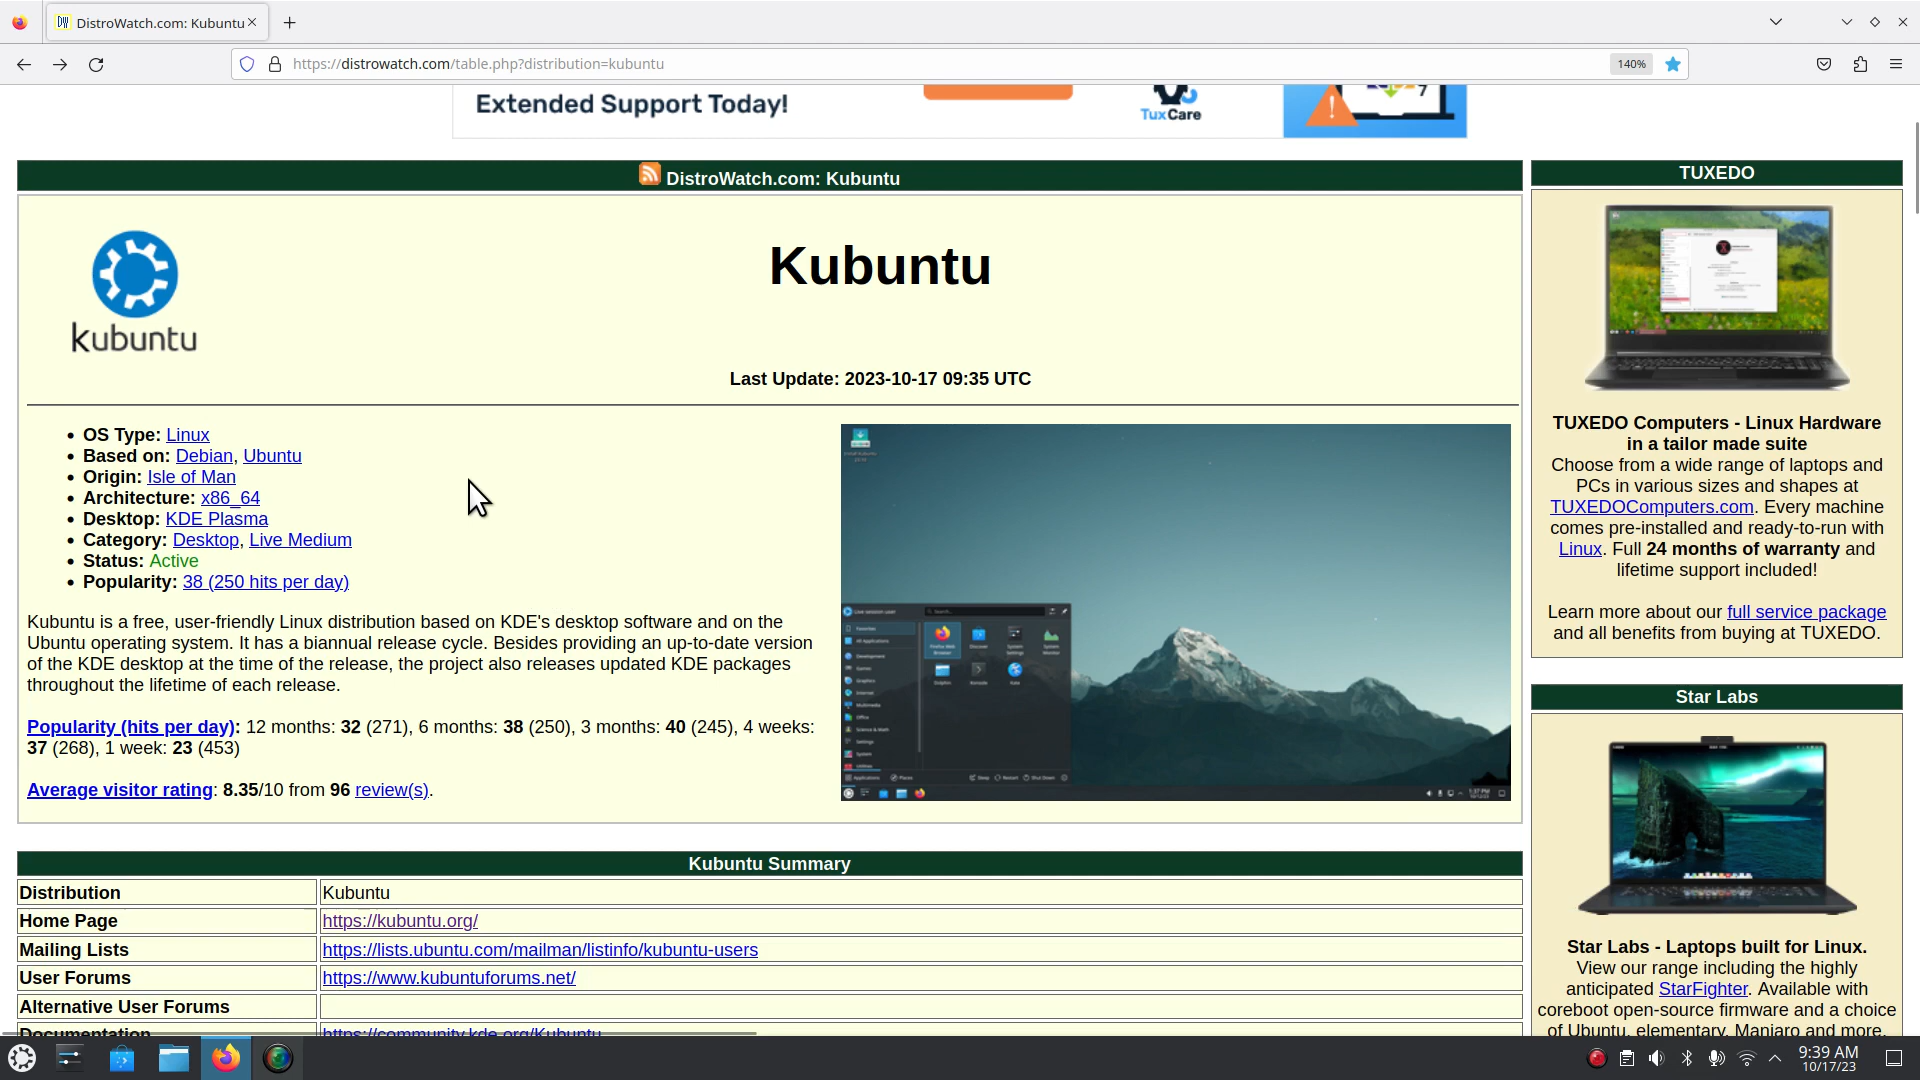 DistroWatch.com: Kubuntu
https://distrowatch.com/table.php?distribution=kubuntu
140%
Extended Support Today!
TuxCare
DistroWatch.com: Kubuntu
kubuntu
Kubuntu
Last Update: 2023-10-17 09:35 UTC
OS Type: Linux
Based on: Debian, Ubuntu
Origin: Isle of Man
Architecture: x86_64
Desktop: KDE Plasma
Category: Desktop, Live Medium
Status: Active
Popularity: 38 (250 hits per day)
Kubuntu is a free, user-friendly Linux distribution based on KDE's desktop software and on the
Ubuntu operating system. It has a biannual release cycle. Besides providing an up-to-date version
of the KDE desktop at the time of the release, the project also releases updated KDE packages
throughout the lifetime of each release.
Popularity (hits per day): 12 months: 32 (271), 6 months: 38 (250), 3 months: 40 (245), 4 weeks:
37 (268), 1 week: 23 (453)
Average visitor rating: 8.35/10 from 96 review(s).
Kubuntu Summary
Distribution Kubuntu
Home Page https://kubuntu.org/
Mailing Lists https://lists.ubuntu.com/mailman/listinfo/kubuntu-users
User Forums https://www.kubuntuforums.net/
Alternative User Forums
Documentation https://community.kde.org/Kubuntu
TUXEDO
TUXEDO Computers - Linux Hardware
in a tailor made suite
Choose from a wide range of laptops and
PCs in various sizes and shapes at
TUXEDOComputers.com. Every machine
comes pre-installed and ready-to-run with
Linux. Full 24 months of warranty and
lifetime support included!
Learn more about our full service package
and all benefits from buying at TUXEDO.
Star Labs
Star Labs - Laptops built for Linux.
View our range including the highly
anticipated StarFighter. Available with
coreboot open-source firmware and a choice
of Ubuntu, elementary, Manjaro and more.
9:39 AM
10/17/23